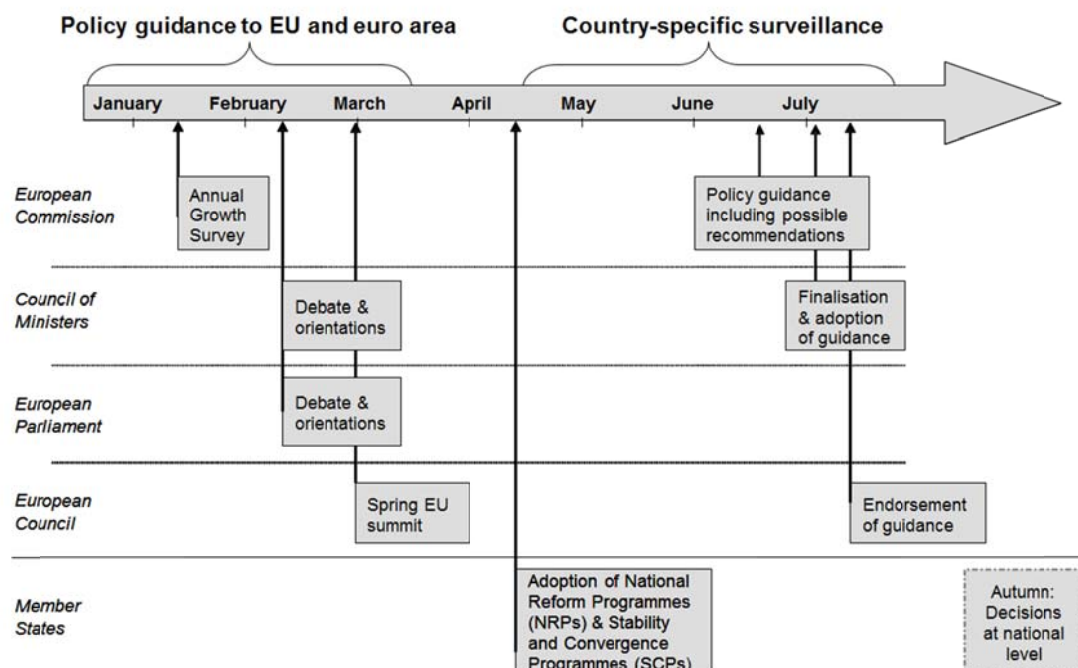 Policy guidance to EU and euro area
Country-specific surveillance
January February March April May June July
European
Commission
Annual
Growth
Survey
Policy guidance
including possible
recommendations
Council of
Ministers
Debate &
orientations
Finalisation
& adoption
of guidance
European
Parliament
Debate &
orientations
European
Council
Spring EU
summit
Endorsement
of guidance
Member
States
Adoption of National
Reform Programmes
(NRPs) & Stability
and Convergence
Programmes (SCPs)
Autumn:
Decisions
at national
level